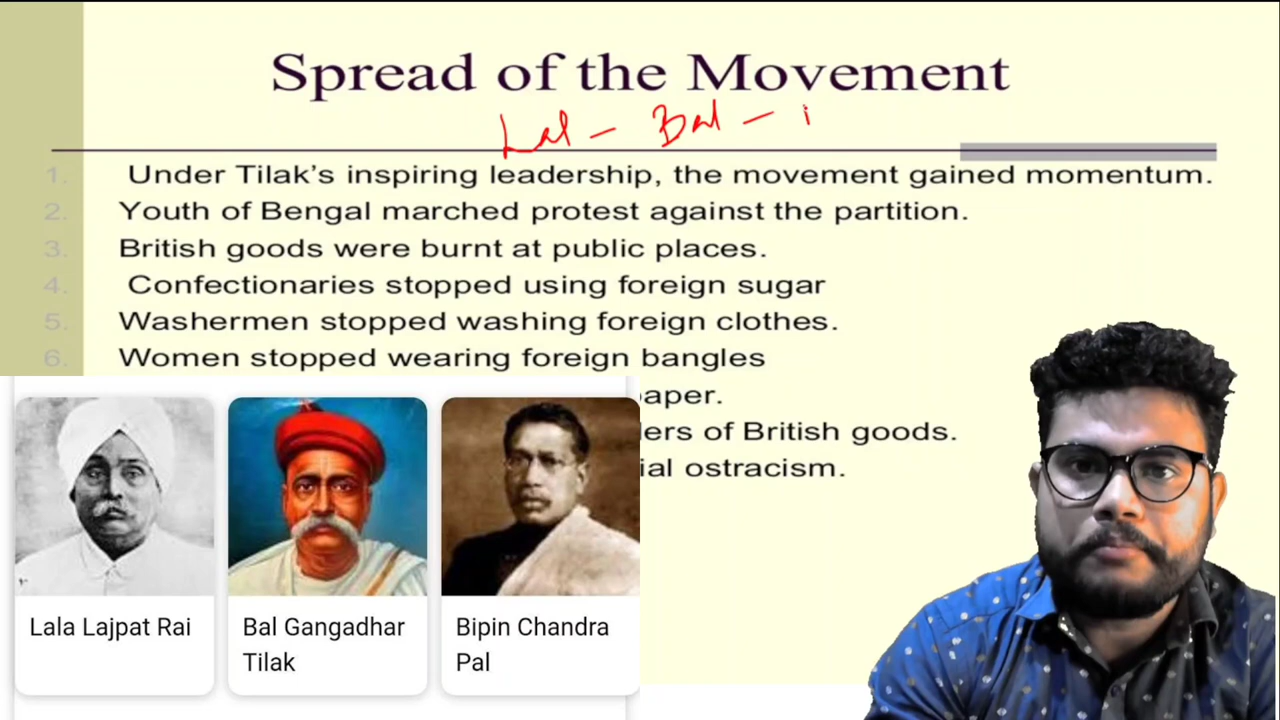 Spread of the Movement
Lal - Bal -
1. Under Tilak's inspiring leadership, the movement gained momentum.
2. Youth of Bengal marched protest against the partition.
3. British goods were burnt at public places.
4. Confectionaries stopped using foreign sugar
5. Washermen stopped washing foreign clothes.
6. Women stopped wearing foreign bangles
paper.
ders of British goods.
ial ostracism.
Lala Lajpat Rai
Bal Gangadhar
Tilak
Bipin Chandra
Pal